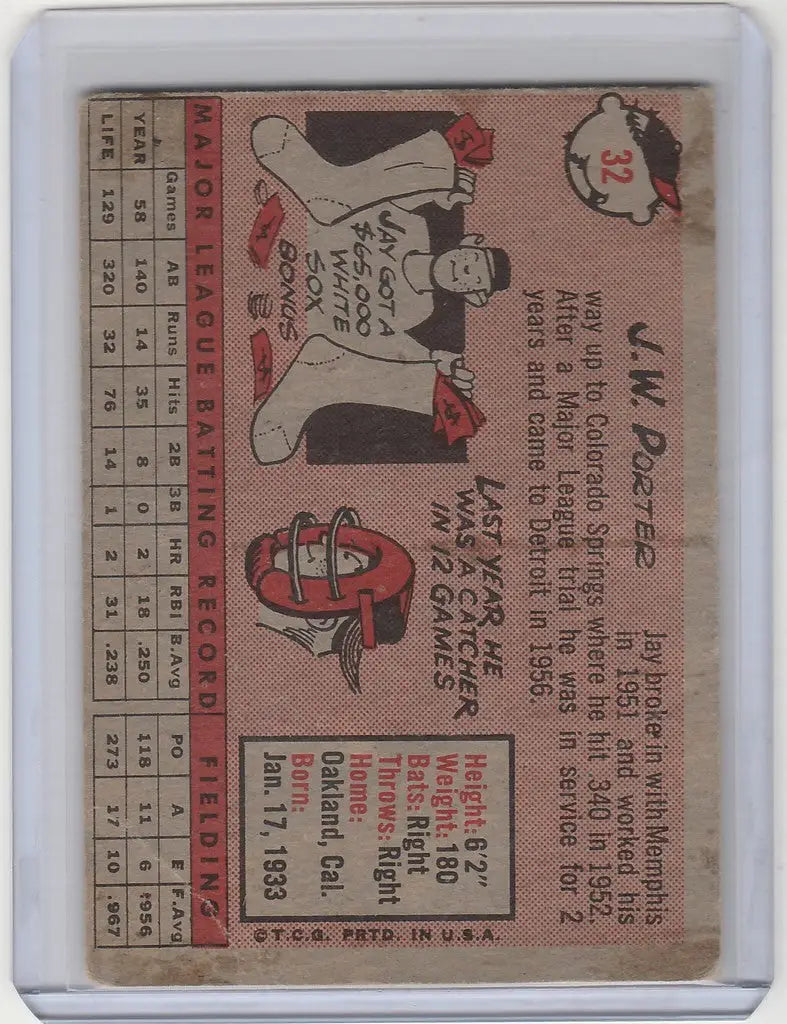 32
J.W. PORTER
Jay broke in with Memphis
in 1951 and worked his
way up to Colorado Springs where he hit 340 in 1952.
After a Major League trial he was in service for 2
years and came to Detroit in 1956.
JAY GOT A
$65,000
WHITE
SOX
BONUS
LAST YEAR, HE
WAS A CATCHER
IN 12 GAMES
Height: 6'2"
Weight: 180
Bats: Right
Throws: Right
Home:
Oakland, Cal.
Born:
Jan. 17, 1933
©T.C.G. PRTD. IN U.S.A.
MAJOR LEAGUE BATTING RECORD FIELDING
Games AB Runs Hits 2B 3B HR RBI B.Avg PO A E F.Avg
YEAR 58 140 14 35 8 0 2 18 .250 118 11 6 .956
LIFE 129 320 32 76 14 1 2 31 .238 273 17 10 .967